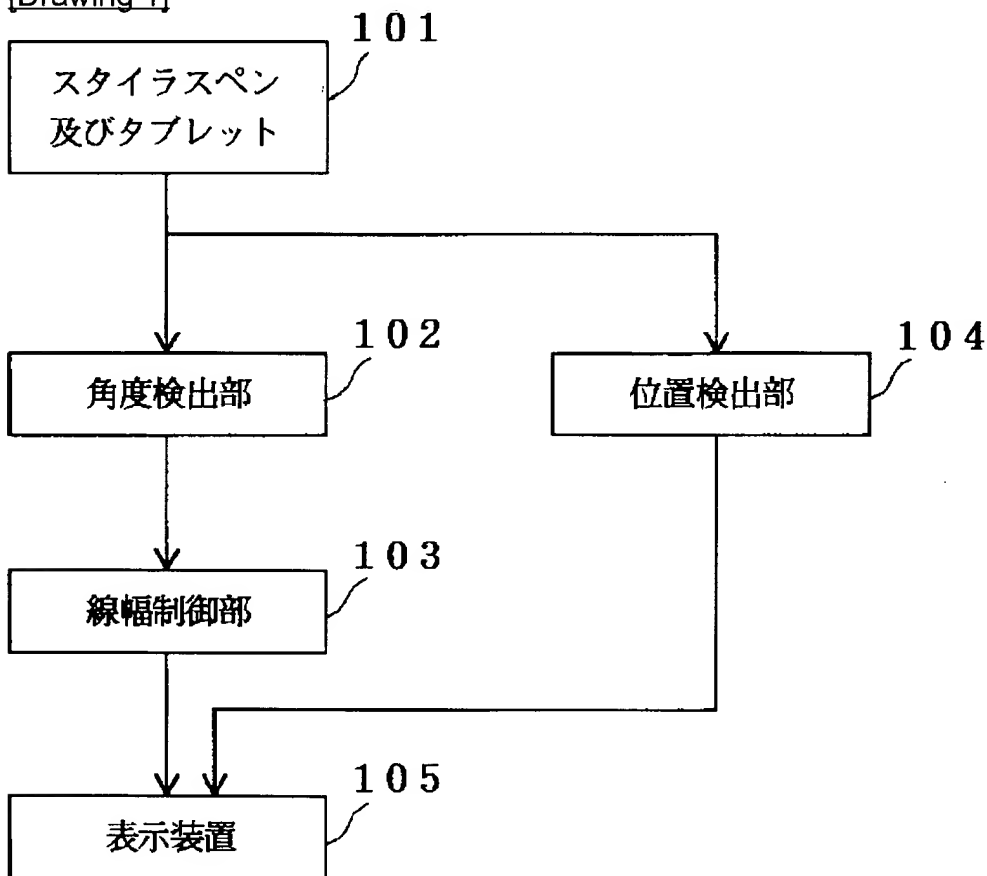 [Drawing 1]
101
スタイラスペン
及びタブレット
102
角度検出部
104
位置検出部
103
線幅制御部
105
表示装置